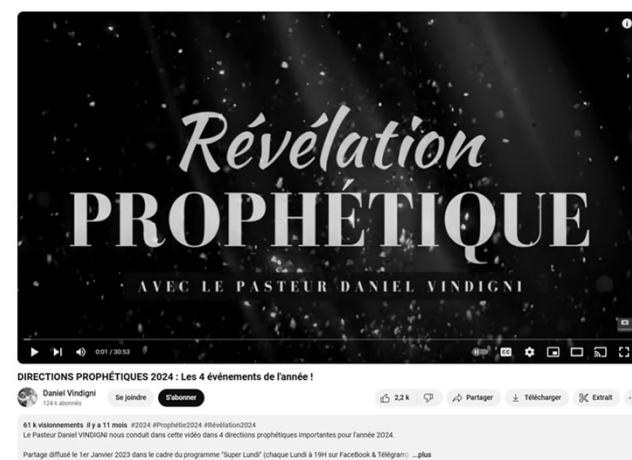 Révélation
PROPHÉTIQUE
AVEC LE PASTEUR DANIEL VINDIGNI
0:01 / 30:53
DIRECTIONS PROPHÉTIQUES 2024 : Les 4 événements de l'année !
Daniel Vindigni
124 k abonnés
Se joindre
S'abonner
2,2 k
Partager
Télécharger
Extrait
61 k visionnements il y a 11 mois #2024 #Prophétie2024 #Révélation2024
Le Pasteur Daniel VINDIGNI nous conduit dans cette vidéo dans 4 directions prophétiques importantes pour l'année 2024.
Partage diffusé le 1er Janvier 2023 dans le cadre du programme "Super Lundi" (chaque Lundi à 19H sur FaceBook & Télégram) ...plus